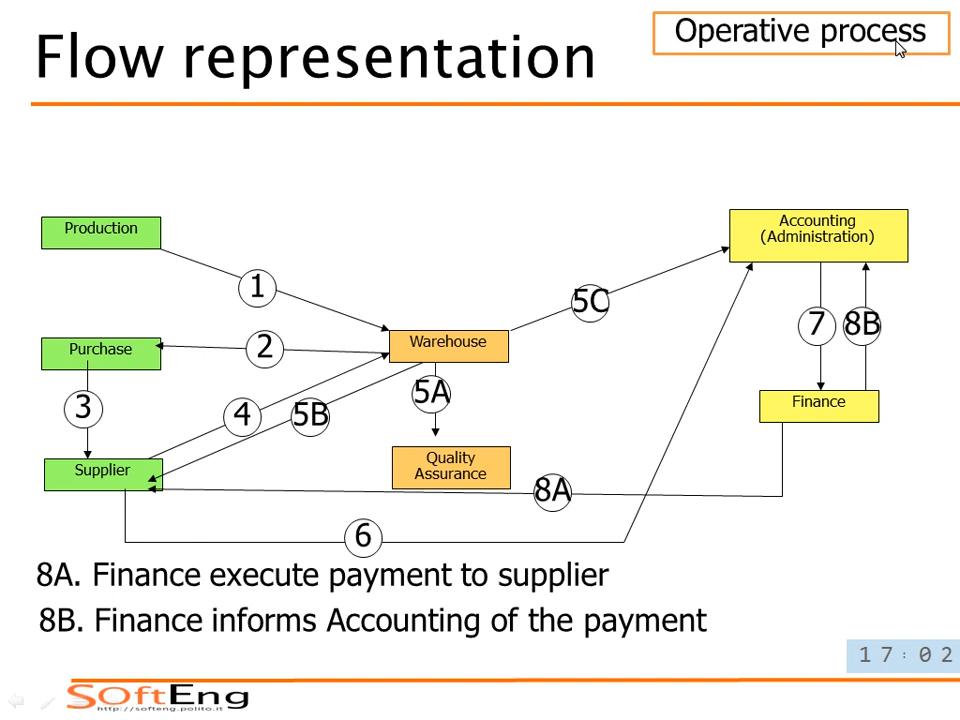 Operative process
Flow representation
Production
Accounting
(Administration)
1
5C
7
8B
Warehouse
2
Purchase
5A
Finance
3
4
5B
Quality
Assurance
Supplier
8A
6
8A. Finance execute payment to supplier
8B. Finance informs Accounting of the payment
17:02
SOftEng
http://softeng.polito.it